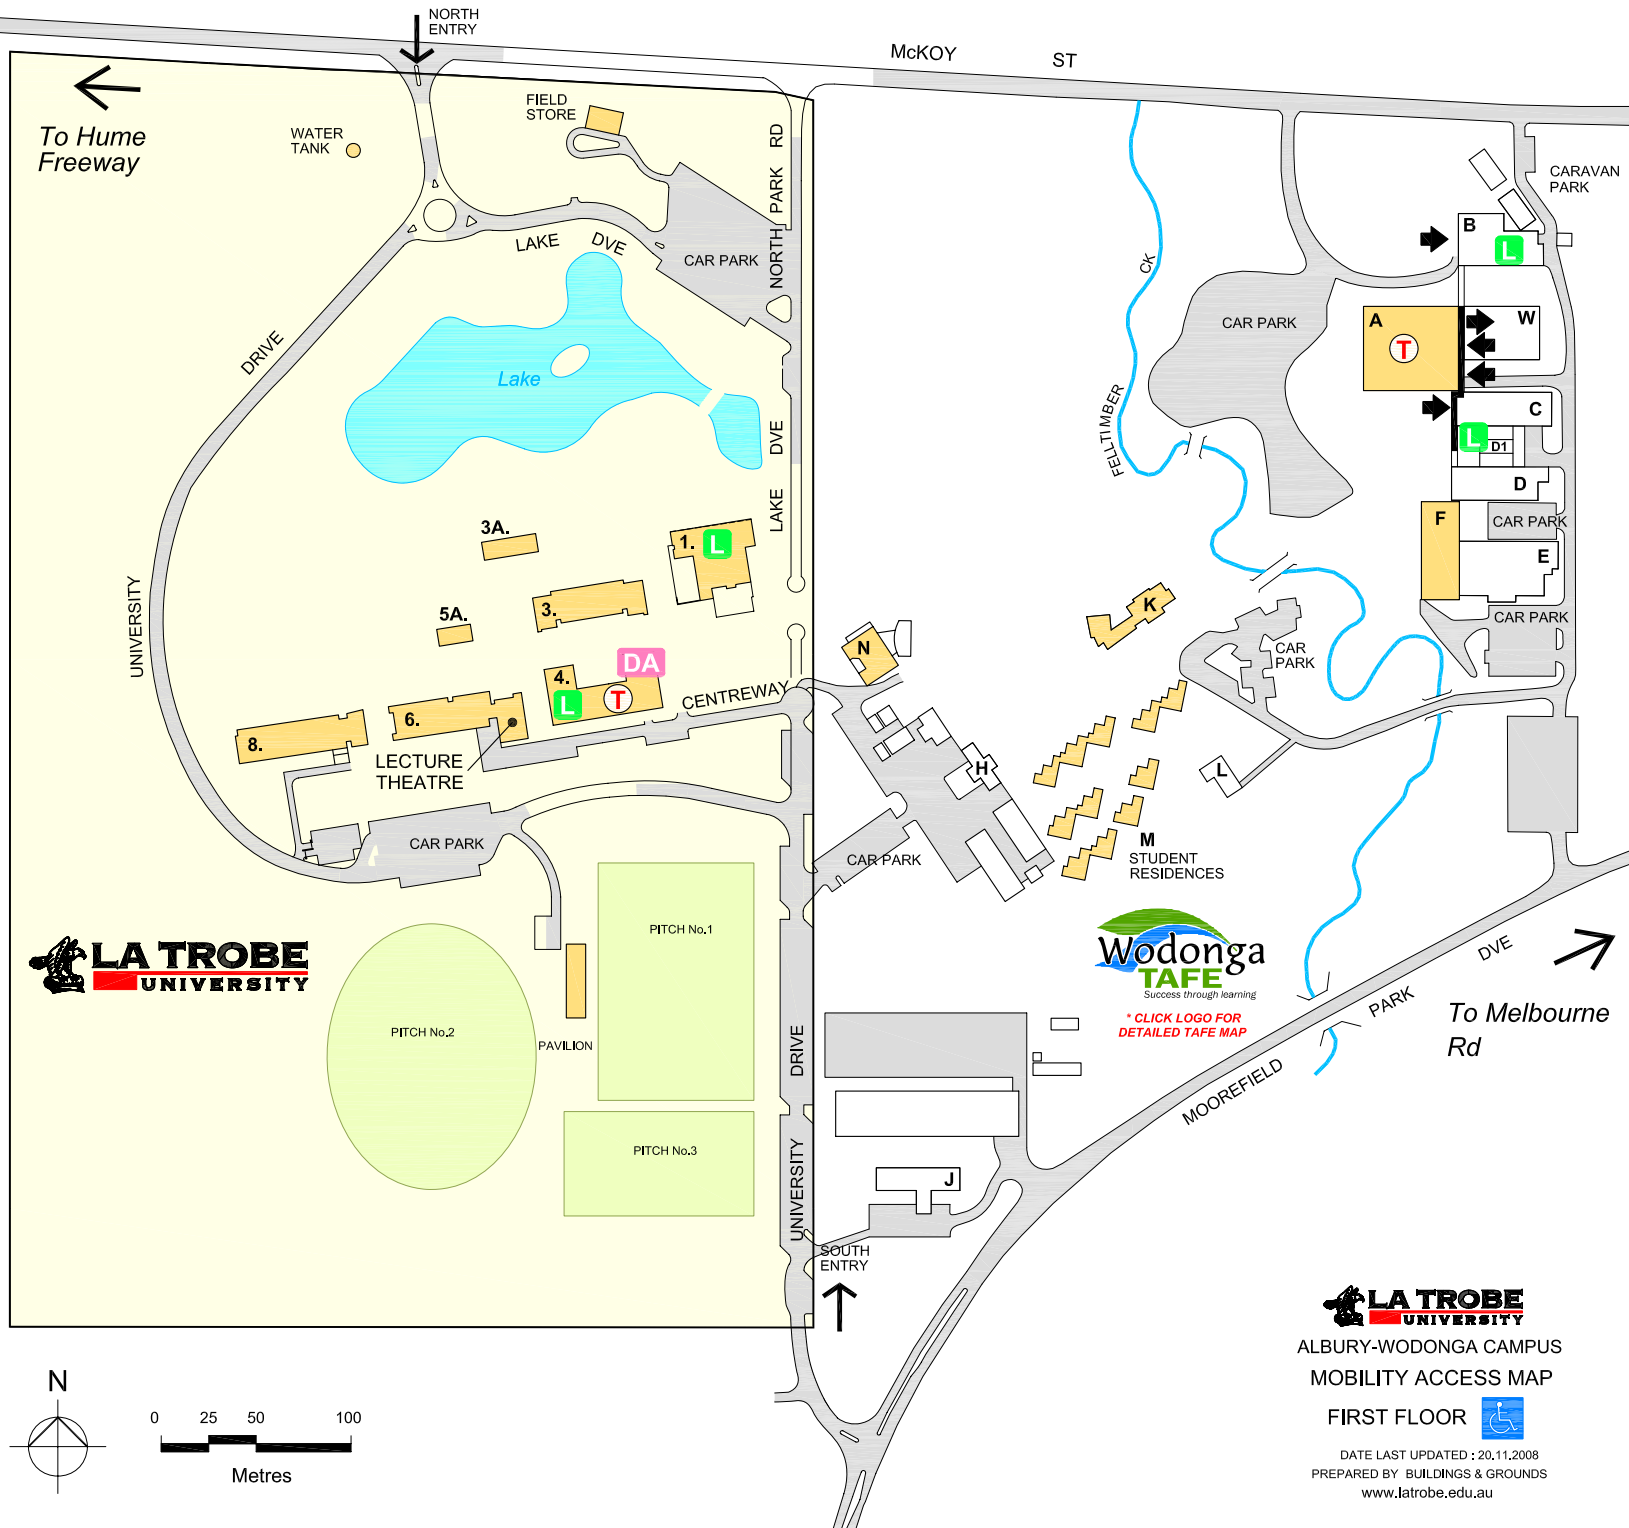 NORTH
ENTRY
McKOY ST
To Hume
Freeway
WATER
TANK
FIELD
STORE
NORTH PARK RD
CARAVAN
PARK
LAKE DVE
CAR PARK
B
L
CK
CAR PARK
A
T
W
DRIVE
Lake
FELLTIMBER
C
L
D1
D
LAKE DVE
F
CAR PARK
E
3A.
1.
L
UNIVERSITY
5A.
3.
K
CAR PARK
N
CAR
PARK
DA
4.
L
T
CENTREWAY
6.
8.
LECTURE
THEATRE
H
L
CAR PARK
CAR PARK
M
STUDENT
RESIDENCES
LA TROBE
UNIVERSITY
PITCH No.1
Wodonga
TAFE
Success through learning
* CLICK LOGO FOR
DETAILED TAFE MAP
DVE
PARK
To Melbourne
Rd
PITCH No.2
PAVILION
DRIVE
MOOREFIELD
PITCH No.3
UNIVERSITY
J
SOUTH
ENTRY
N
0 25 50 100
Metres
LA TROBE
UNIVERSITY
ALBURY-WODONGA CAMPUS
MOBILITY ACCESS MAP
FIRST FLOOR
DATE LAST UPDATED : 20.11.2008
PREPARED BY BUILDINGS & GROUNDS
www.latrobe.edu.au